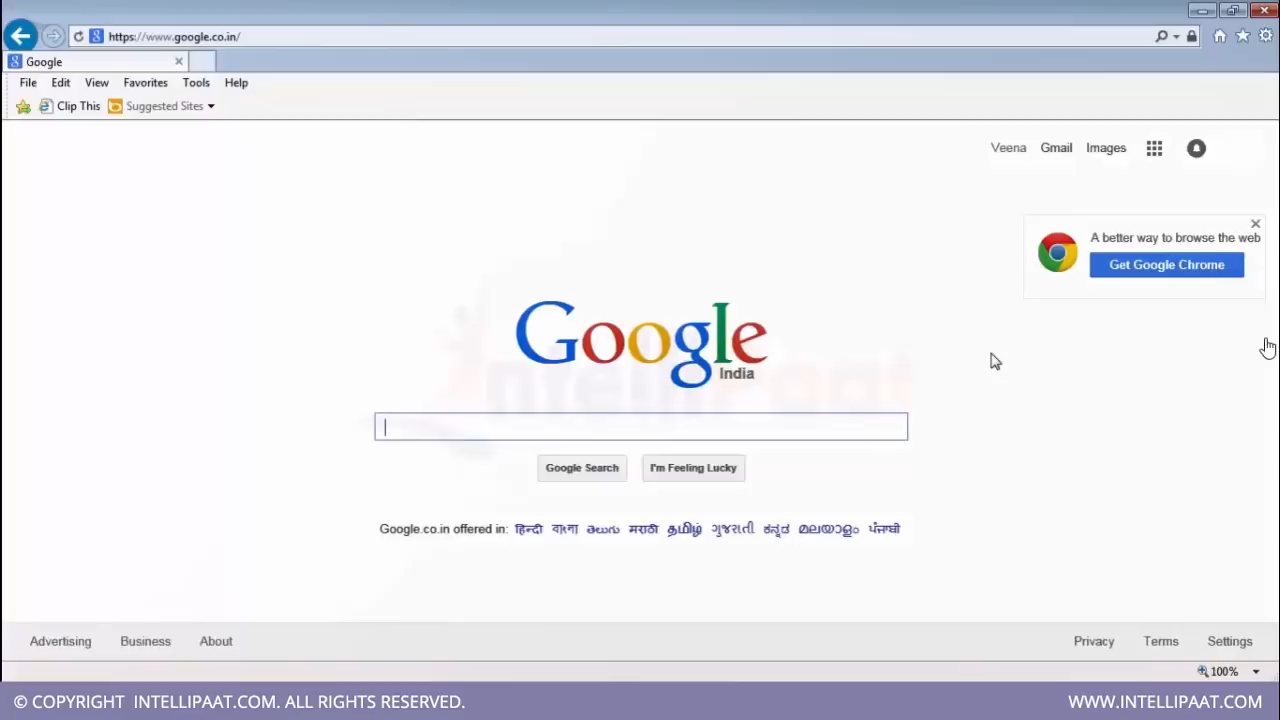 https://www.google.co.in/
Google
File Edit View Favorites Tools Help
Clip This Suggested Sites
Veena Gmail Images
A better way to browse the web
Get Google Chrome
Google
India
intellipaat
Google Search I'm Feeling Lucky
Google.co.in offered in: हिन्दी বাংলা తెలుగు मराठी தமிழ் ગુજરાતી ಕನ್ನಡ മലയാളം ਪੰਜਾਬੀ
Advertising Business About
Privacy Terms Settings
100%
© COPYRIGHT INTELLIPAAT.COM. ALL RIGHTS RESERVED.
WWW.INTELLIPAAT.COM